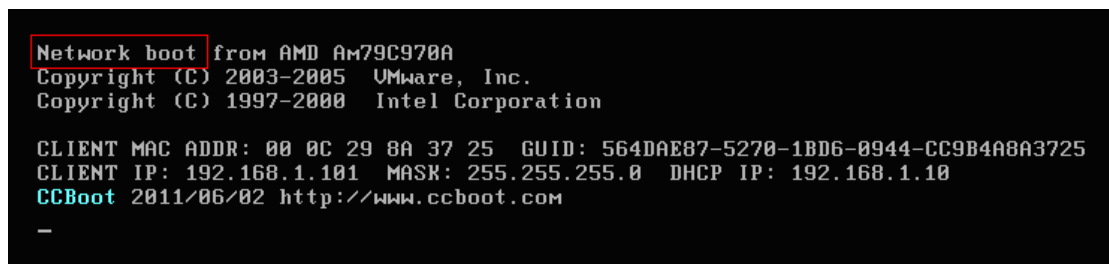 Network boot from AMD Am79C970A
Copyright (C) 2003-2005  VMware, Inc.
Copyright (C) 1997-2000  Intel Corporation
CLIENT MAC ADDR: 00 0C 29 8A 37 25  GUID: 564DAE87-5270-1BD6-0944-CC9B4A8A3725
CLIENT IP: 192.168.1.101  MASK: 255.255.255.0  DHCP IP: 192.168.1.10
CCBoot 2011/06/02 http://www.ccboot.com